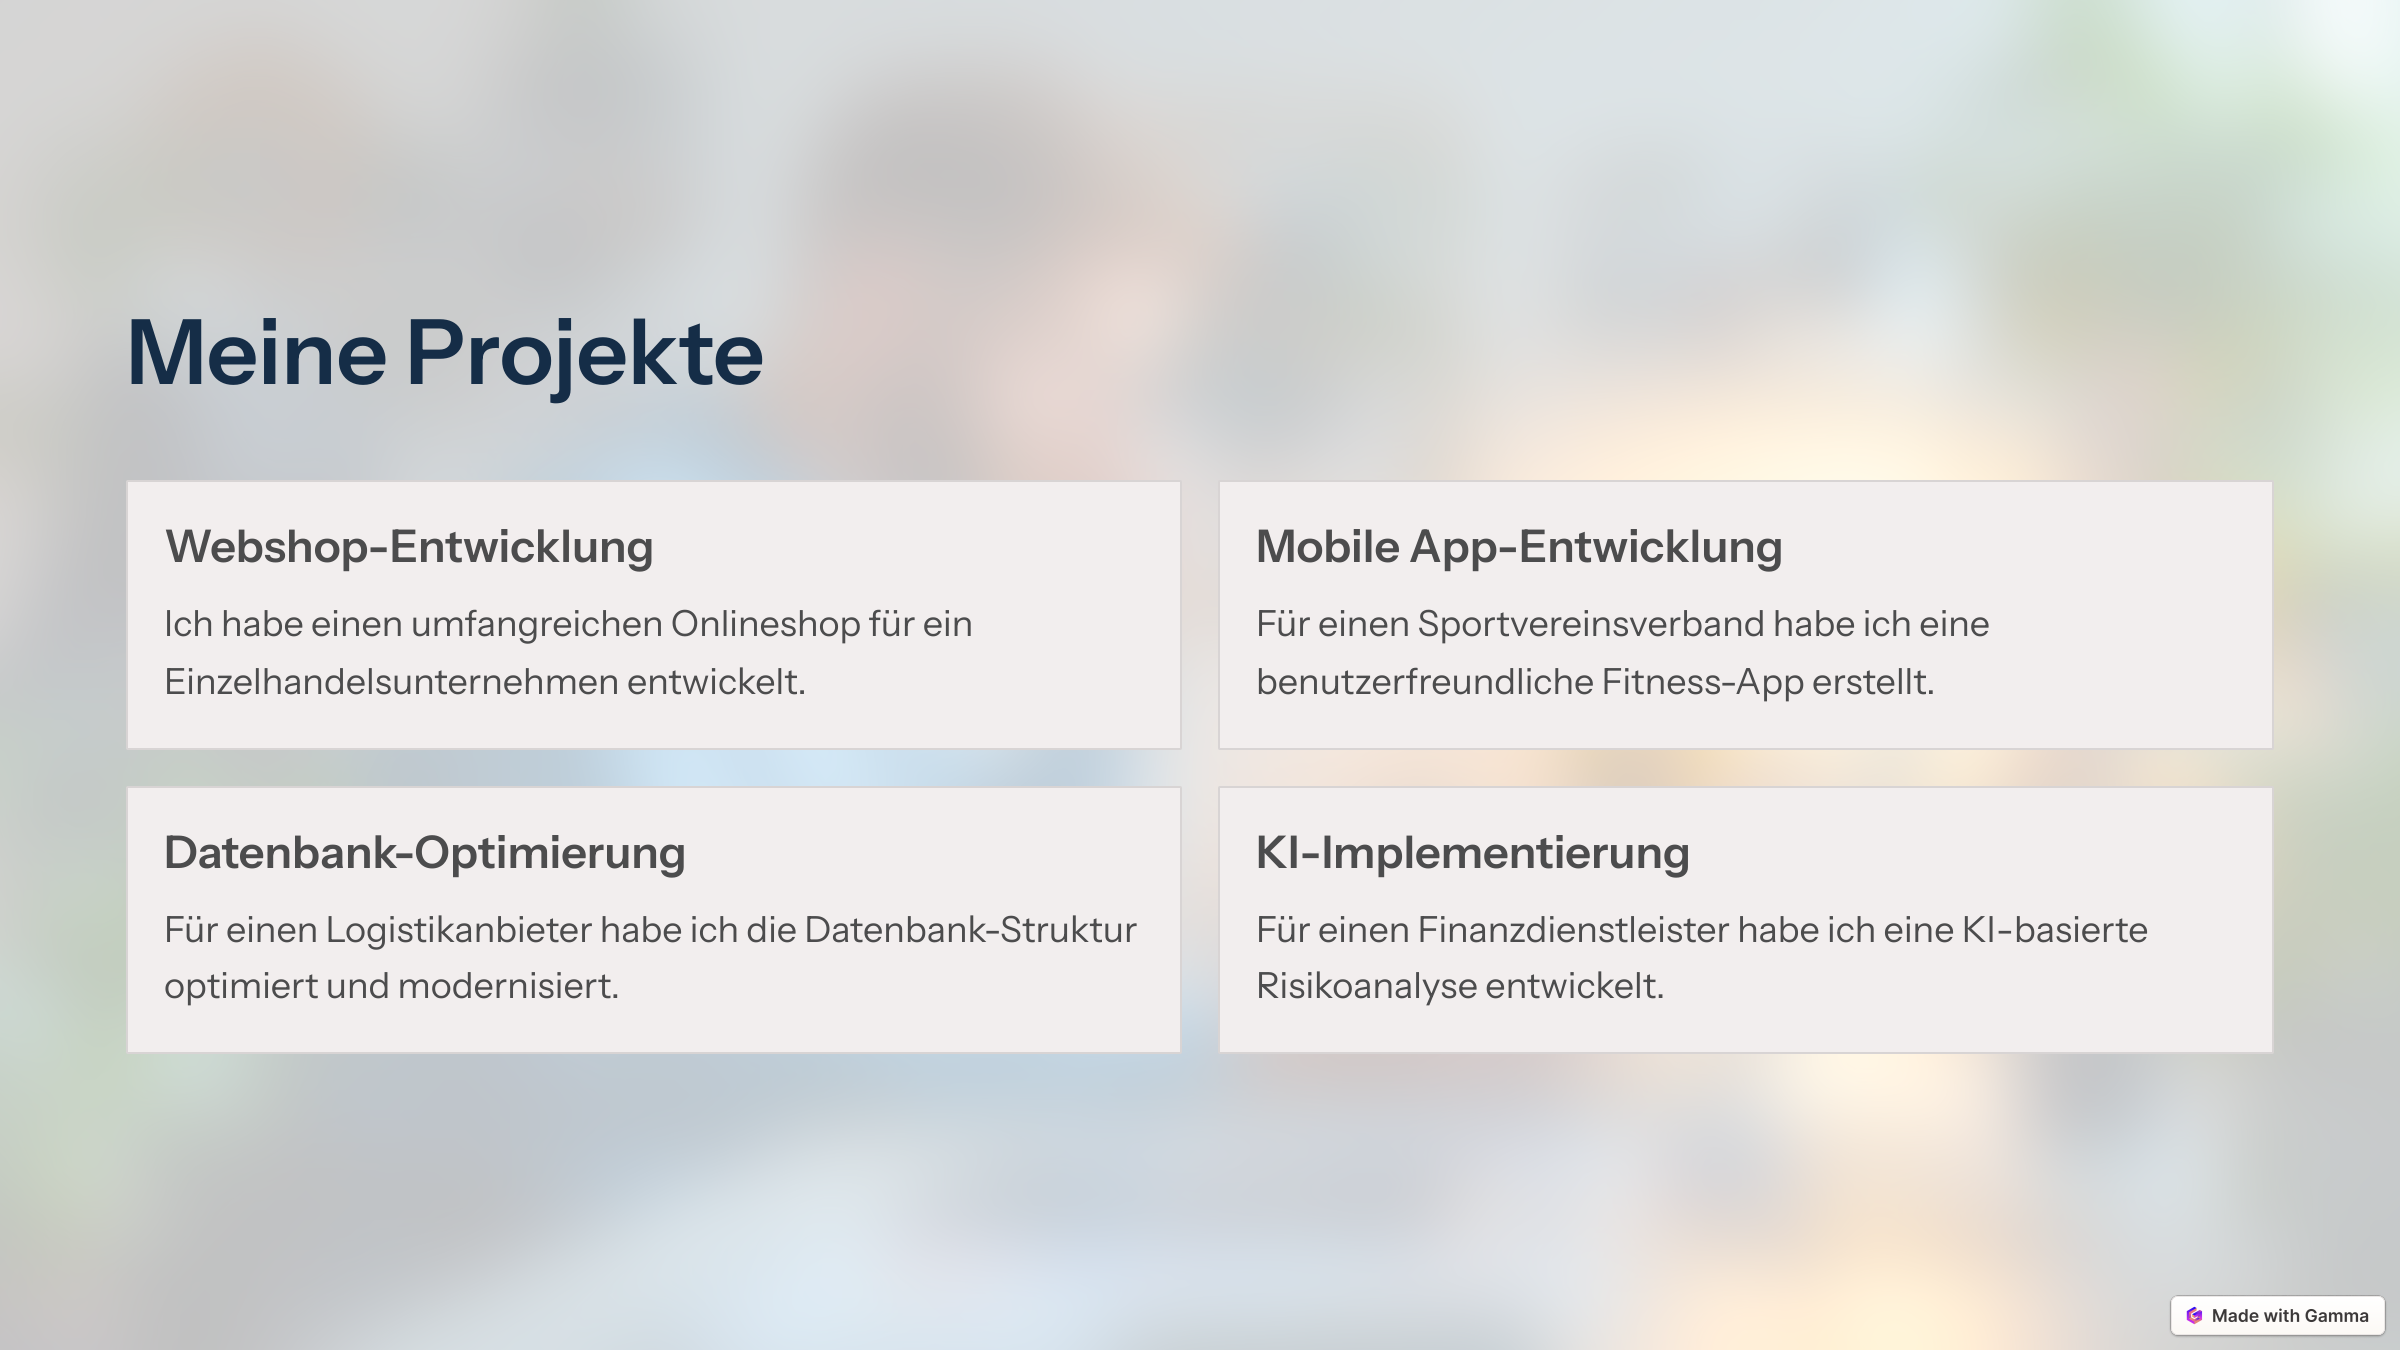 Meine Projekte
Webshop-Entwicklung
Ich habe einen umfangreichen Onlineshop für ein
Einzelhandelsunternehmen entwickelt.
Mobile App-Entwicklung
Für einen Sportvereinsverband habe ich eine
benutzerfreundliche Fitness-App erstellt.
Datenbank-Optimierung
Für einen Logistikanbieter habe ich die Datenbank-Struktur
optimiert und modernisiert.
KI-Implementierung
Für einen Finanzdienstleister habe ich eine KI-basierte
Risikoanalyse entwickelt.
Made with Gamma